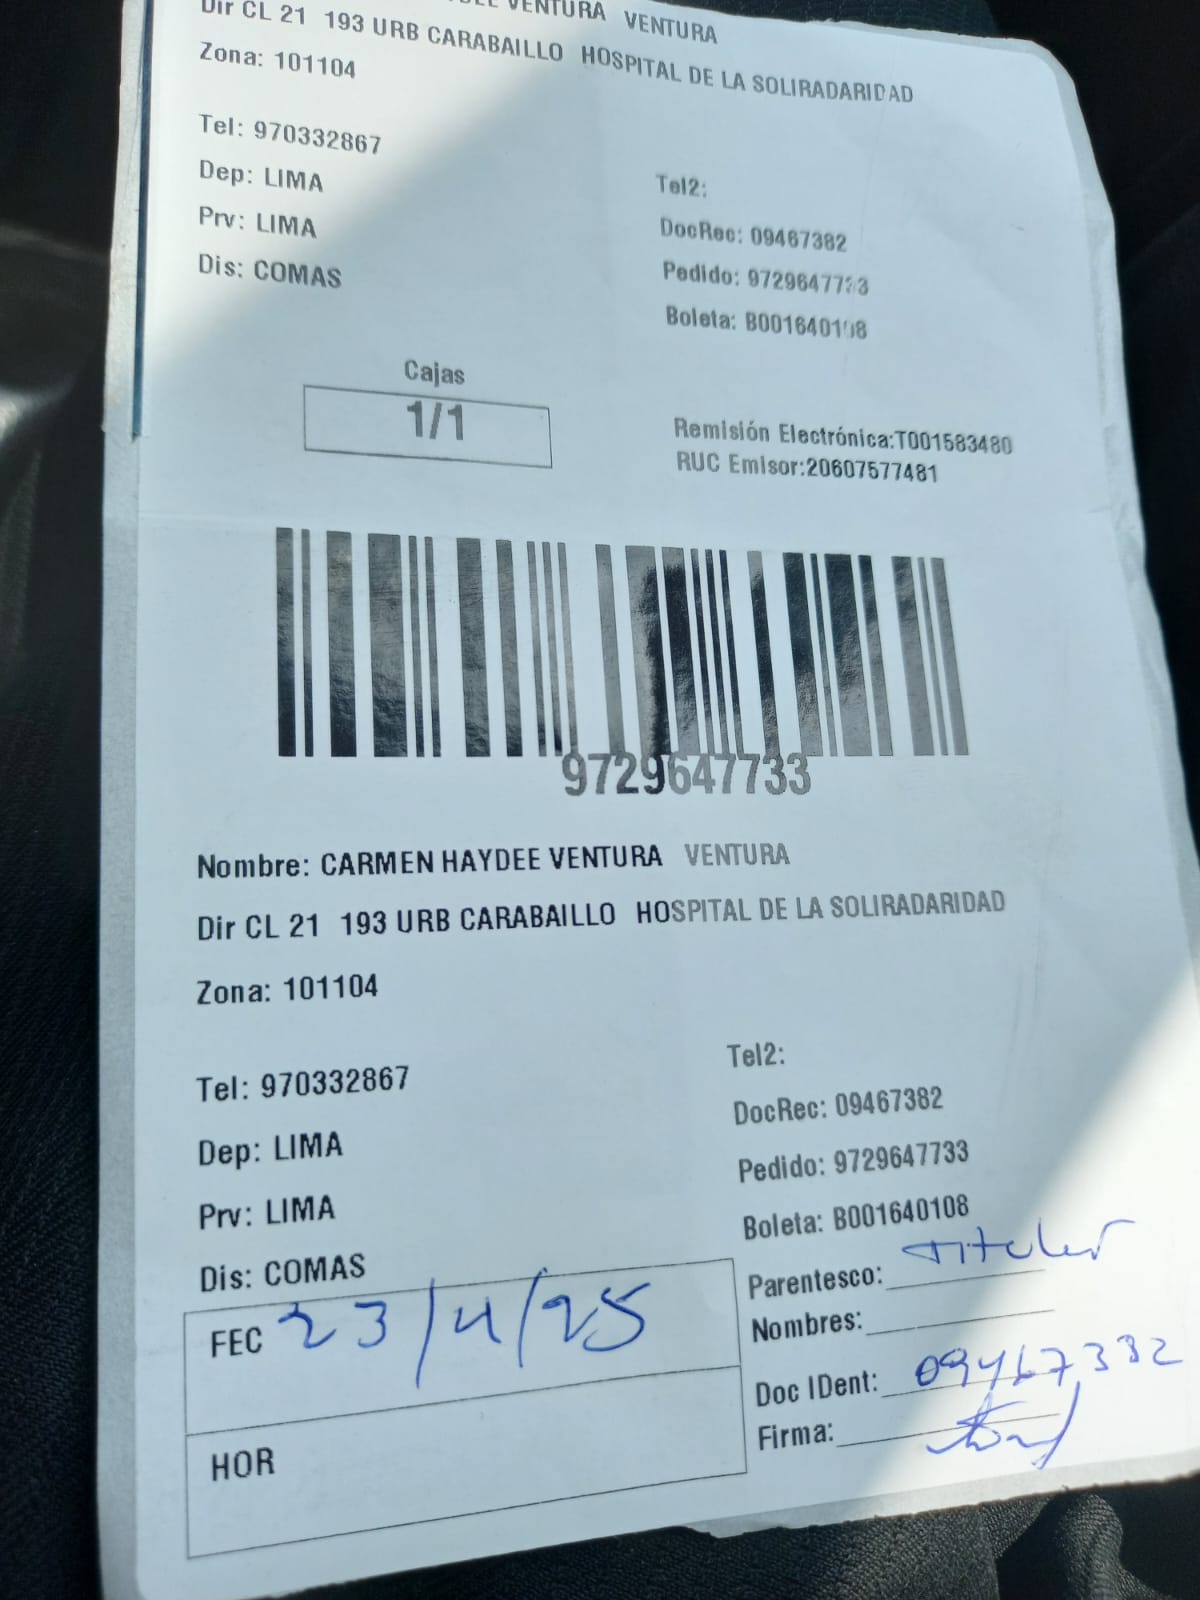 VENTURA VENTURA
Dir CL 21 193 URB CARABAILLO HOSPITAL DE LA SOLIRADARIDAD
Zona: 101104
Tel: 970332867
Dep: LIMA
Tel2:
Prv: LIMA
DocRec: 09467382
Dis: COMAS
Pedido: 9729647733
Boleta: B001640108
Cajas
1/1
Remisión Electrónica:T001583480
RUC Emisor:20607577481
9729647733
Nombre: CARMEN HAYDEE VENTURA VENTURA
Dir CL 21 193 URB CARABAILLO HOSPITAL DE LA SOLIRADARIDAD
Zona: 101104
Tel: 970332867
Tel2:
Dep: LIMA
DocRec: 09467382
Prv: LIMA
Pedido: 9729647733
Dis: COMAS
Boleta: B001640108
FEC 23/4/25
Parentesco: Titular
Nombres:
Doc IDent: 09467382
HOR
Firma: